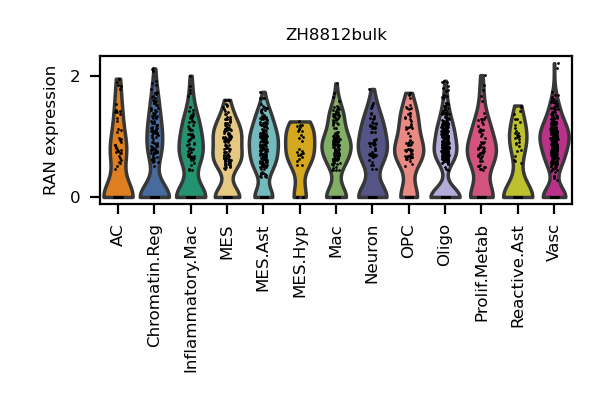 ZH8812bulk
RAN expression
2
0
AC
Chromatin.Reg
Inflammatory.Mac
MES
MES.Ast
MES.Hyp
Mac
Neuron
OPC
Oligo
Prolif.Metab
Reactive.Ast
Vasc